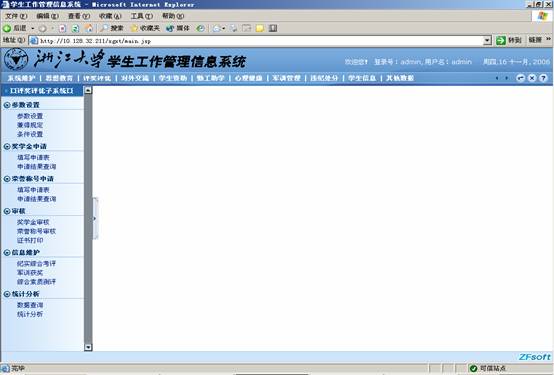 学生工作管理信息系统 - Microsoft Internet Explorer
文件(F) 编辑(E) 查看(V) 收藏(A) 工具(T) 帮助(H)
后退 搜索 收藏夹 媒体
地址(D) http://10.128.32.211/xgxt/main.jsp 转到 链接 »
浙江大学 学生工作管理信息系统
欢迎您! 登录号: admin,用户名: admin 周四,16 十一月, 2006
系统维护 | 思想教育 | 评奖评优 | 对外交流 | 学生资助 | 勤工助学 | 心理健康 | 军训管理 | 违纪处分 | 学生信息 | 其他数据
评奖评优子系统
参数设置
参数设置
兼得规定
条件设置
奖学金申请
填写申请表
申请结果查询
荣誉称号申请
填写申请表
申请结果查询
审核
奖学金审核
荣誉称号审核
证书打印
信息维护
纪实综合考评
军训获奖
综合素质测评
统计分析
数据查询
统计分析
ZFsoft
完毕 可信站点